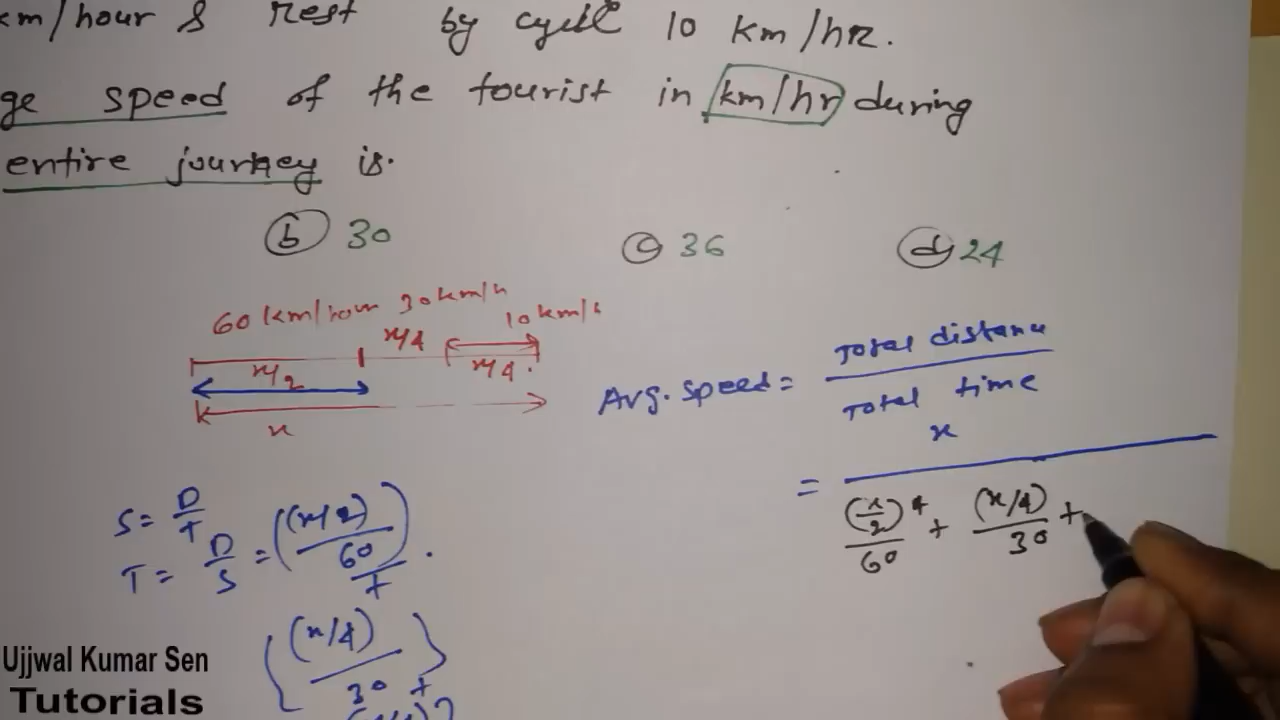 km/hour & rest by cycle 10 km/hr.
ge speed of the tourist in km/hr during
entire journey is.
b 30
c 36
d 24
60 km/hour 30 km/h 10 km/h
x/2 x/4 x/4
x
Avg. speed = Total distance / Total time
= x / (x/2)/60 + (x/4)/30 +
S = D/T
T = D/S = ((x/2)/60) .
{(x/4)/30 +
Ujjwal Kumar Sen
Tutorials